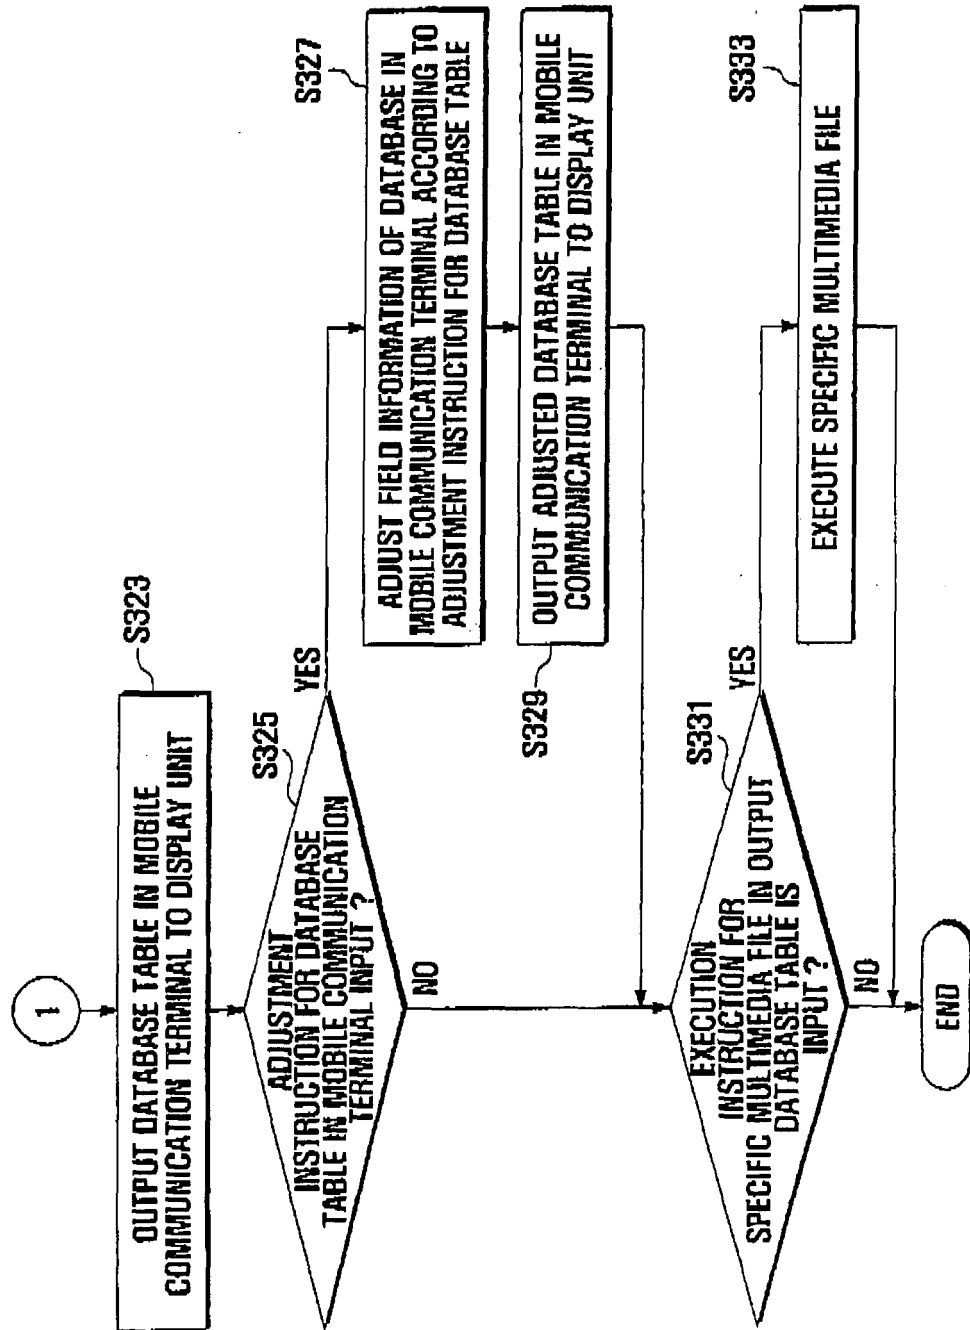 1
OUTPUT DATABASE TABLE IN MOBILE
COMMUNICATION TERMINAL TO DISPLAY UNIT
S323
ADJUSTMENT
INSTRUCTION FOR DATABASE
TABLE IN MOBILE COMMUNICATION
TERMINAL INPUT ?
S325
YES
NO
ADJUST FIELD INFORMATION OF DATABASE IN
MOBILE COMMUNICATION TERMINAL ACCORDING TO
ADJUSTMENT INSTRUCTION FOR DATABASE TABLE
S327
OUTPUT ADJUSTED DATABASE TABLE IN MOBILE
COMMUNICATION TERMINAL TO DISPLAY UNIT
S329
EXECUTION
INSTRUCTION FOR
SPECIFIC MULTIMEDIA FILE IN OUTPUT
DATABASE TABLE IS
INPUT ?
S331
YES
NO
EXECUTE SPECIFIC MULTIMEDIA FILE
S333
END